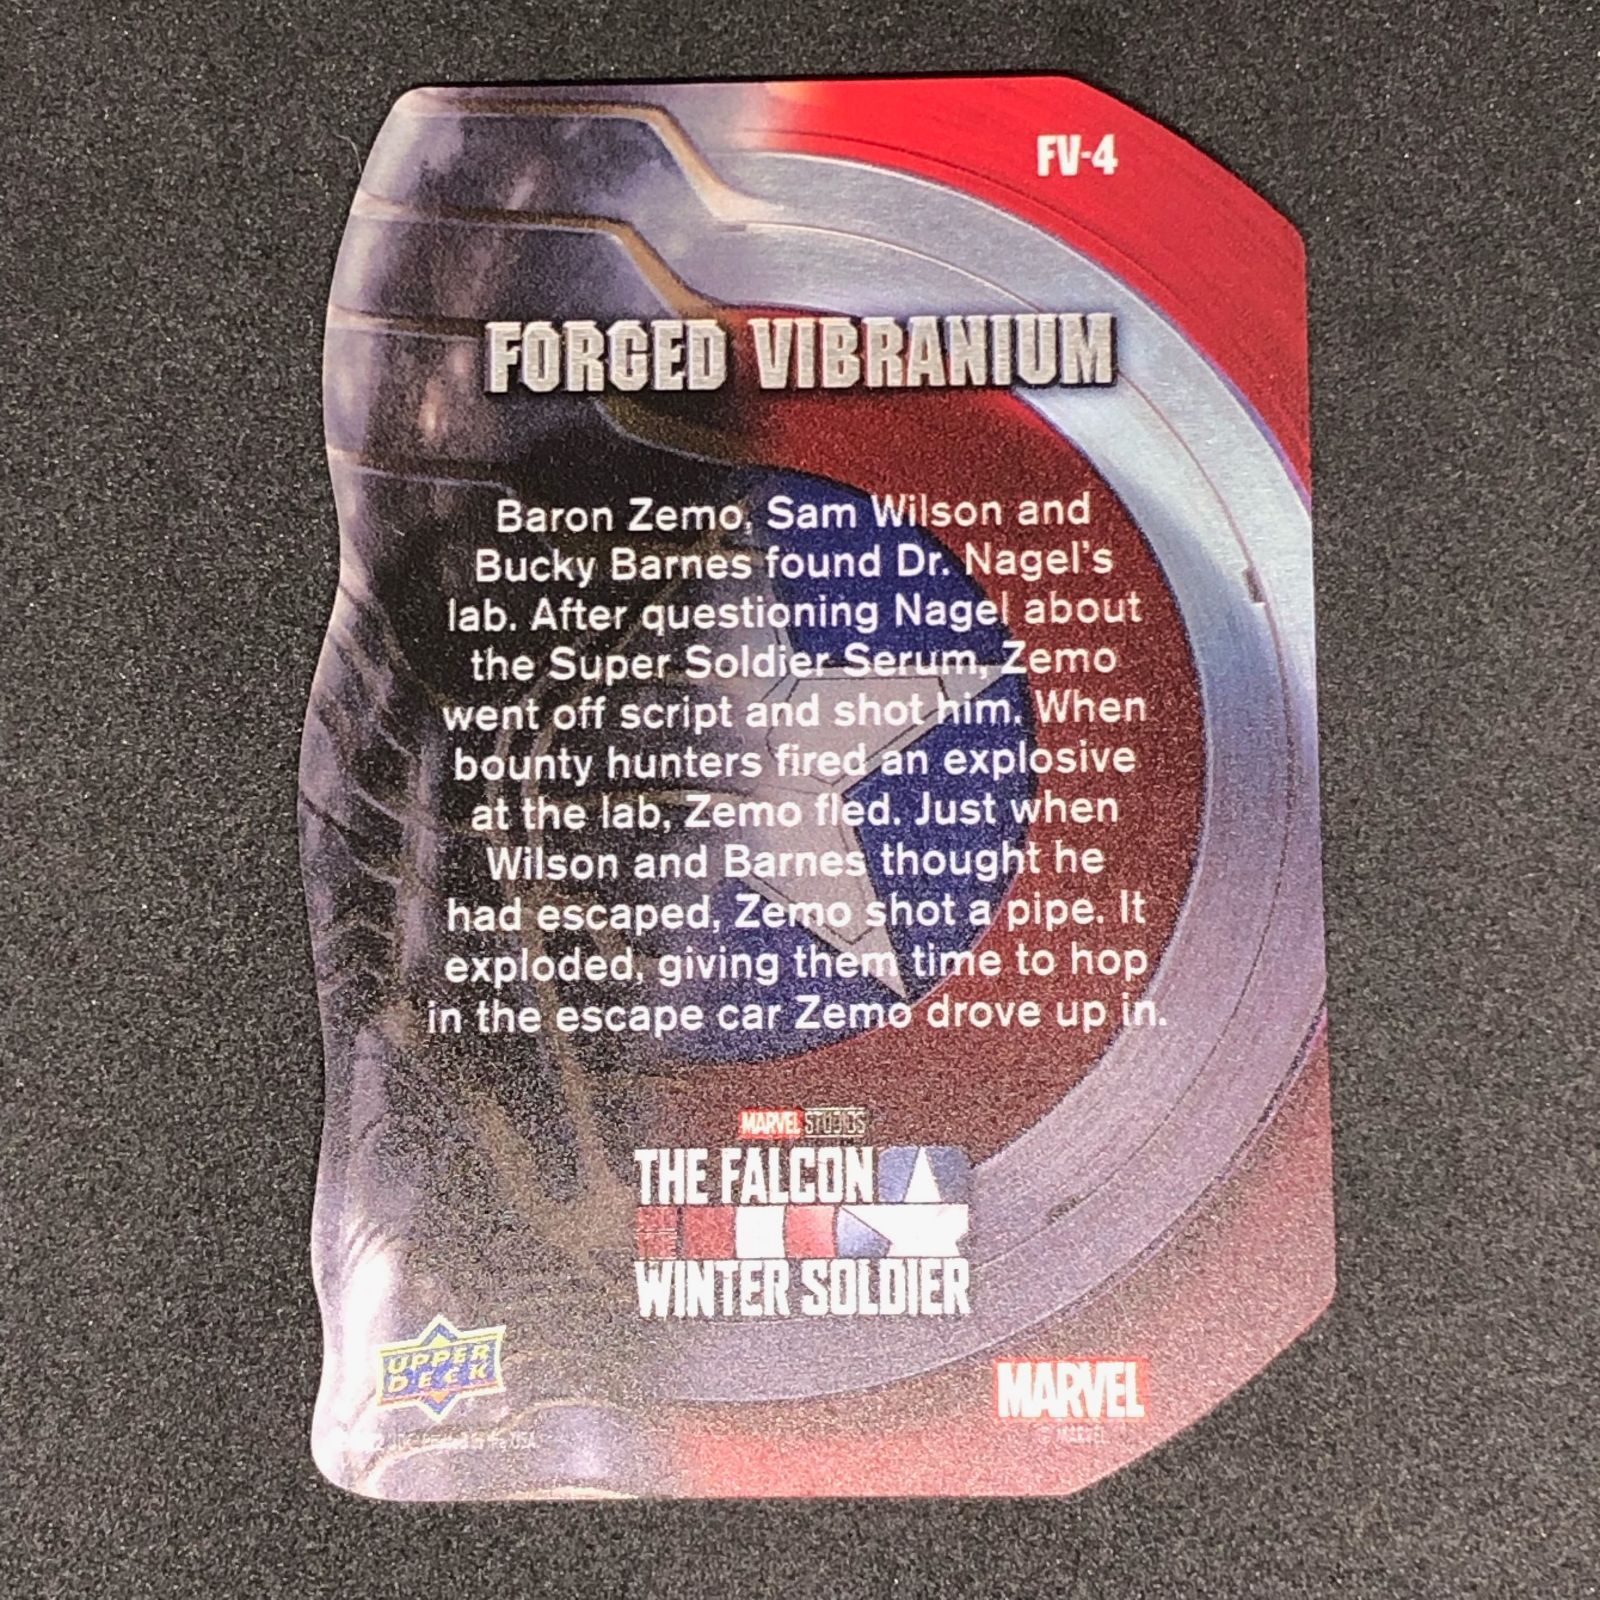 FV-4
FORGED VIBRANIUM
Baron Zemo, Sam Wilson and
Bucky Barnes found Dr. Nagel's
lab. After questioning Nagel about
the Super Soldier Serum, Zemo
went off script and shot him. When
bounty hunters fired an explosive
at the lab, Zemo fled. Just when
Wilson and Barnes thought he
had escaped, Zemo shot a pipe. It
exploded, giving them time to hop
in the escape car Zemo drove up in.
MARVEL STUDIOS
THE FALCON
WINTER SOLDIER
UPPER
DECK
MARVEL
© MARVEL